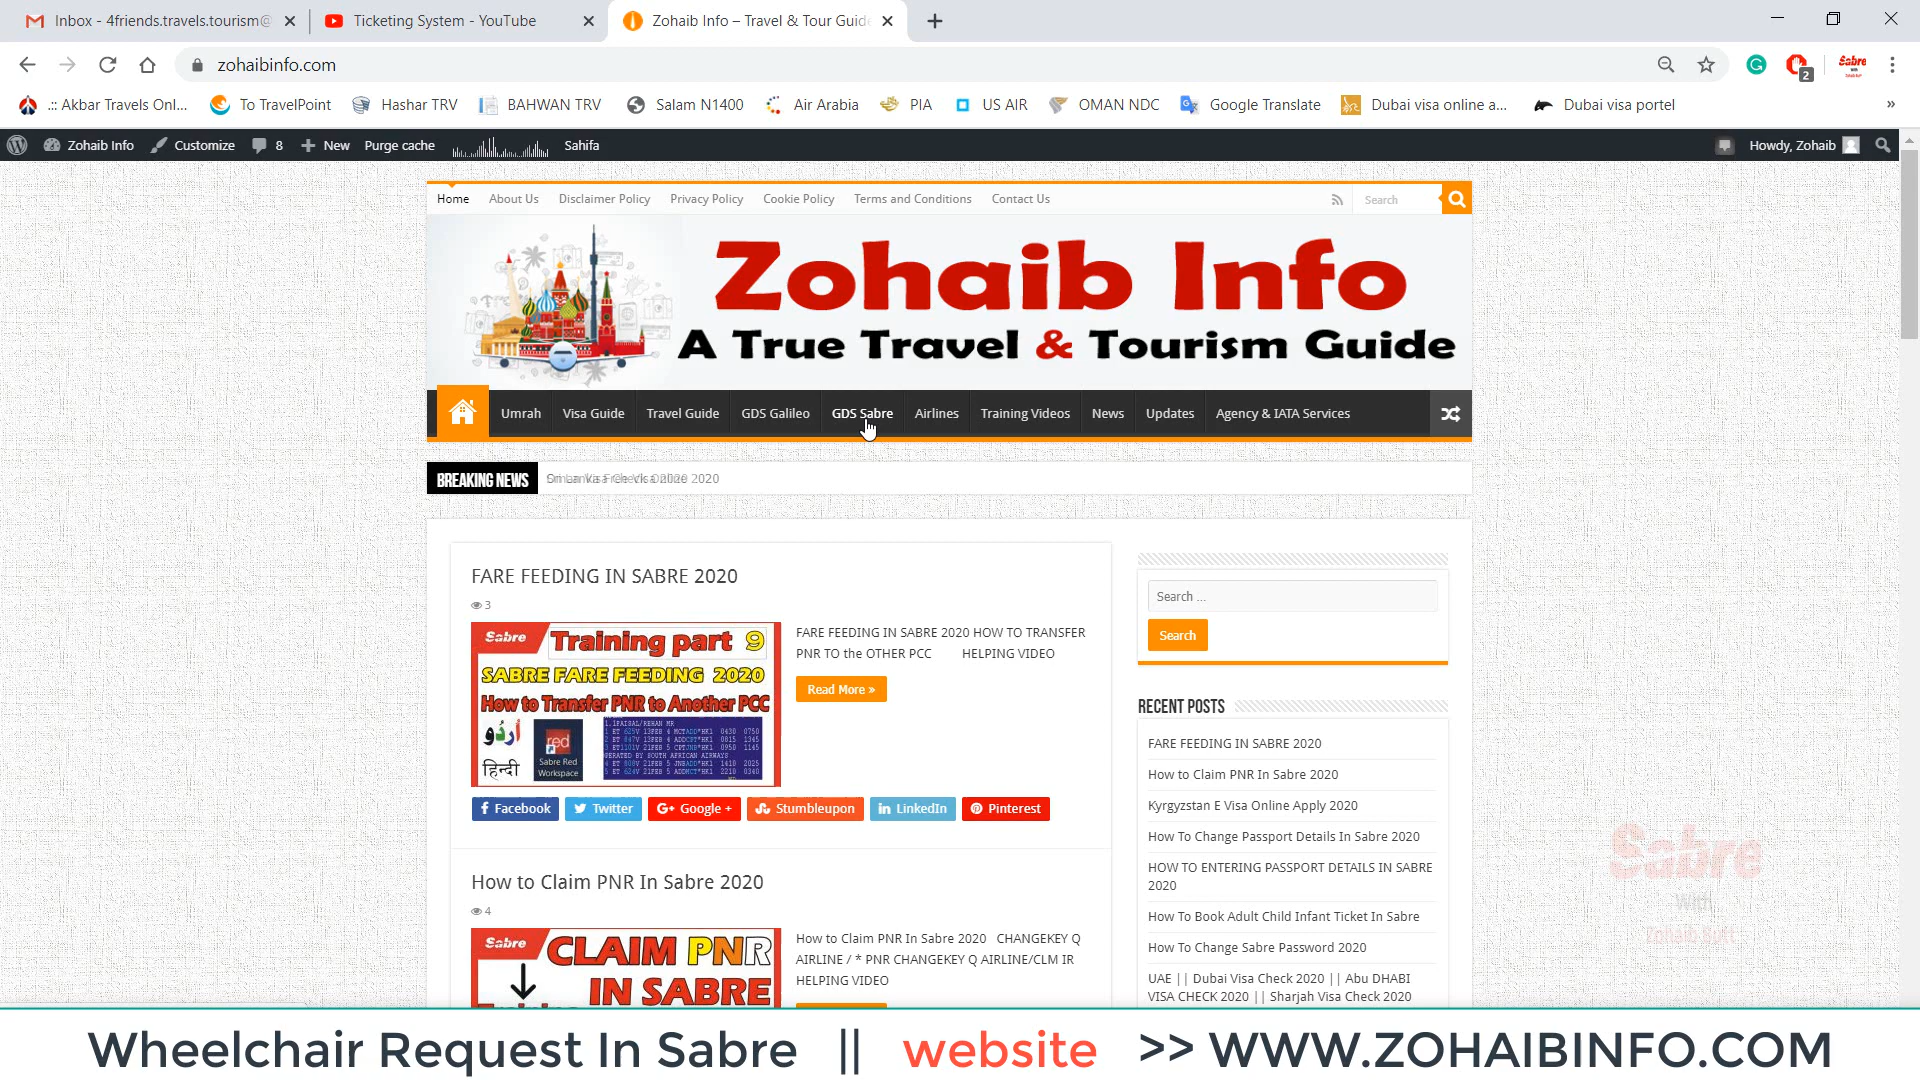 Inbox - 4friends.travels.tourism@
Ticketing System - YouTube
Zohaib Info – Travel & Tour Guide
zohaibinfo.com
2
.:: Akbar Travels Onl...
To TravelPoint
Hashar TRV
BAHWAN TRV
Salam N1400
Air Arabia
PIA
US AIR
OMAN NDC
Google Translate
Dubai visa online a...
Dubai visa portel
»
Zohaib Info
Customize
8
New
Purge cache
Sahifa
Howdy, Zohaib
Home
About Us
Disclaimer Policy
Privacy Policy
Cookie Policy
Terms and Conditions
Contact Us
Search
Zohaib Info
A True Travel & Tourism Guide
Umrah
Visa Guide
Travel Guide
GDS Galileo
GDS Sabre
Airlines
Training Videos
News
Updates
Agency & IATA Services
BREAKING NEWS
FARE FEEDING IN SABRE 2020
3
Sabre Training part 9
SABRE FARE FEEDING 2020
How to Transfer PNR to Another PCC
اُردُو
हिन्दी
red
Sabre Red
Workspace
FARE FEEDING IN SABRE 2020 HOW TO TRANSFER
PNR TO the OTHER PCC HELPING VIDEO
Read More »
Facebook
Twitter
Google +
Stumbleupon
LinkedIn
Pinterest
How to Claim PNR In Sabre 2020
4
Sabre CLAIM PNR
IN SABRE
How to Claim PNR In Sabre 2020 CHANGEKEY Q
AIRLINE / * PNR CHANGEKEY Q AIRLINE/CLM IR
HELPING VIDEO
Search ...
Search
RECENT POSTS
FARE FEEDING IN SABRE 2020
How to Claim PNR In Sabre 2020
Kyrgyzstan E Visa Online Apply 2020
How To Change Passport Details In Sabre 2020
HOW TO ENTERING PASSPORT DETAILS IN SABRE
2020
How To Book Adult Child Infant Ticket In Sabre
How To Change Sabre Password 2020
UAE || Dubai Visa Check 2020 || Abu DHABI
VISA CHECK 2020 || Sharjah Visa Check 2020
Sabre
With
Zohaib Butt
Wheelchair Request In Sabre || website >> WWW.ZOHAIBINFO.COM